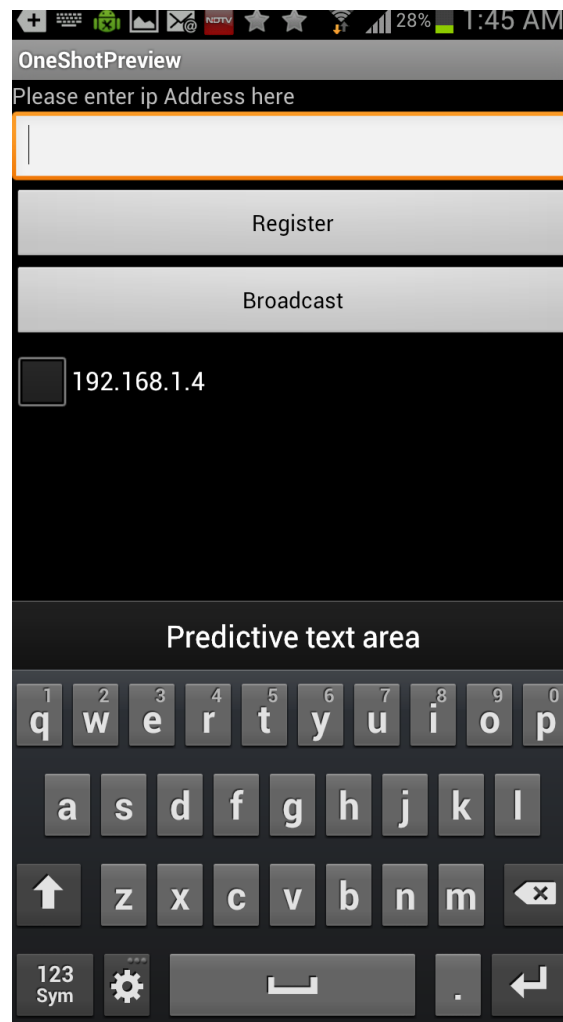 NDTV 28% 1:45 AM
OneShotPreview
Please enter ip Address here
Register
Broadcast
192.168.1.4
Predictive text area
1 2 3 4 5 6 7 8 9 0
q w e r t y u i o p
a s d f g h j k l
z x c v b n m
123
Sym .